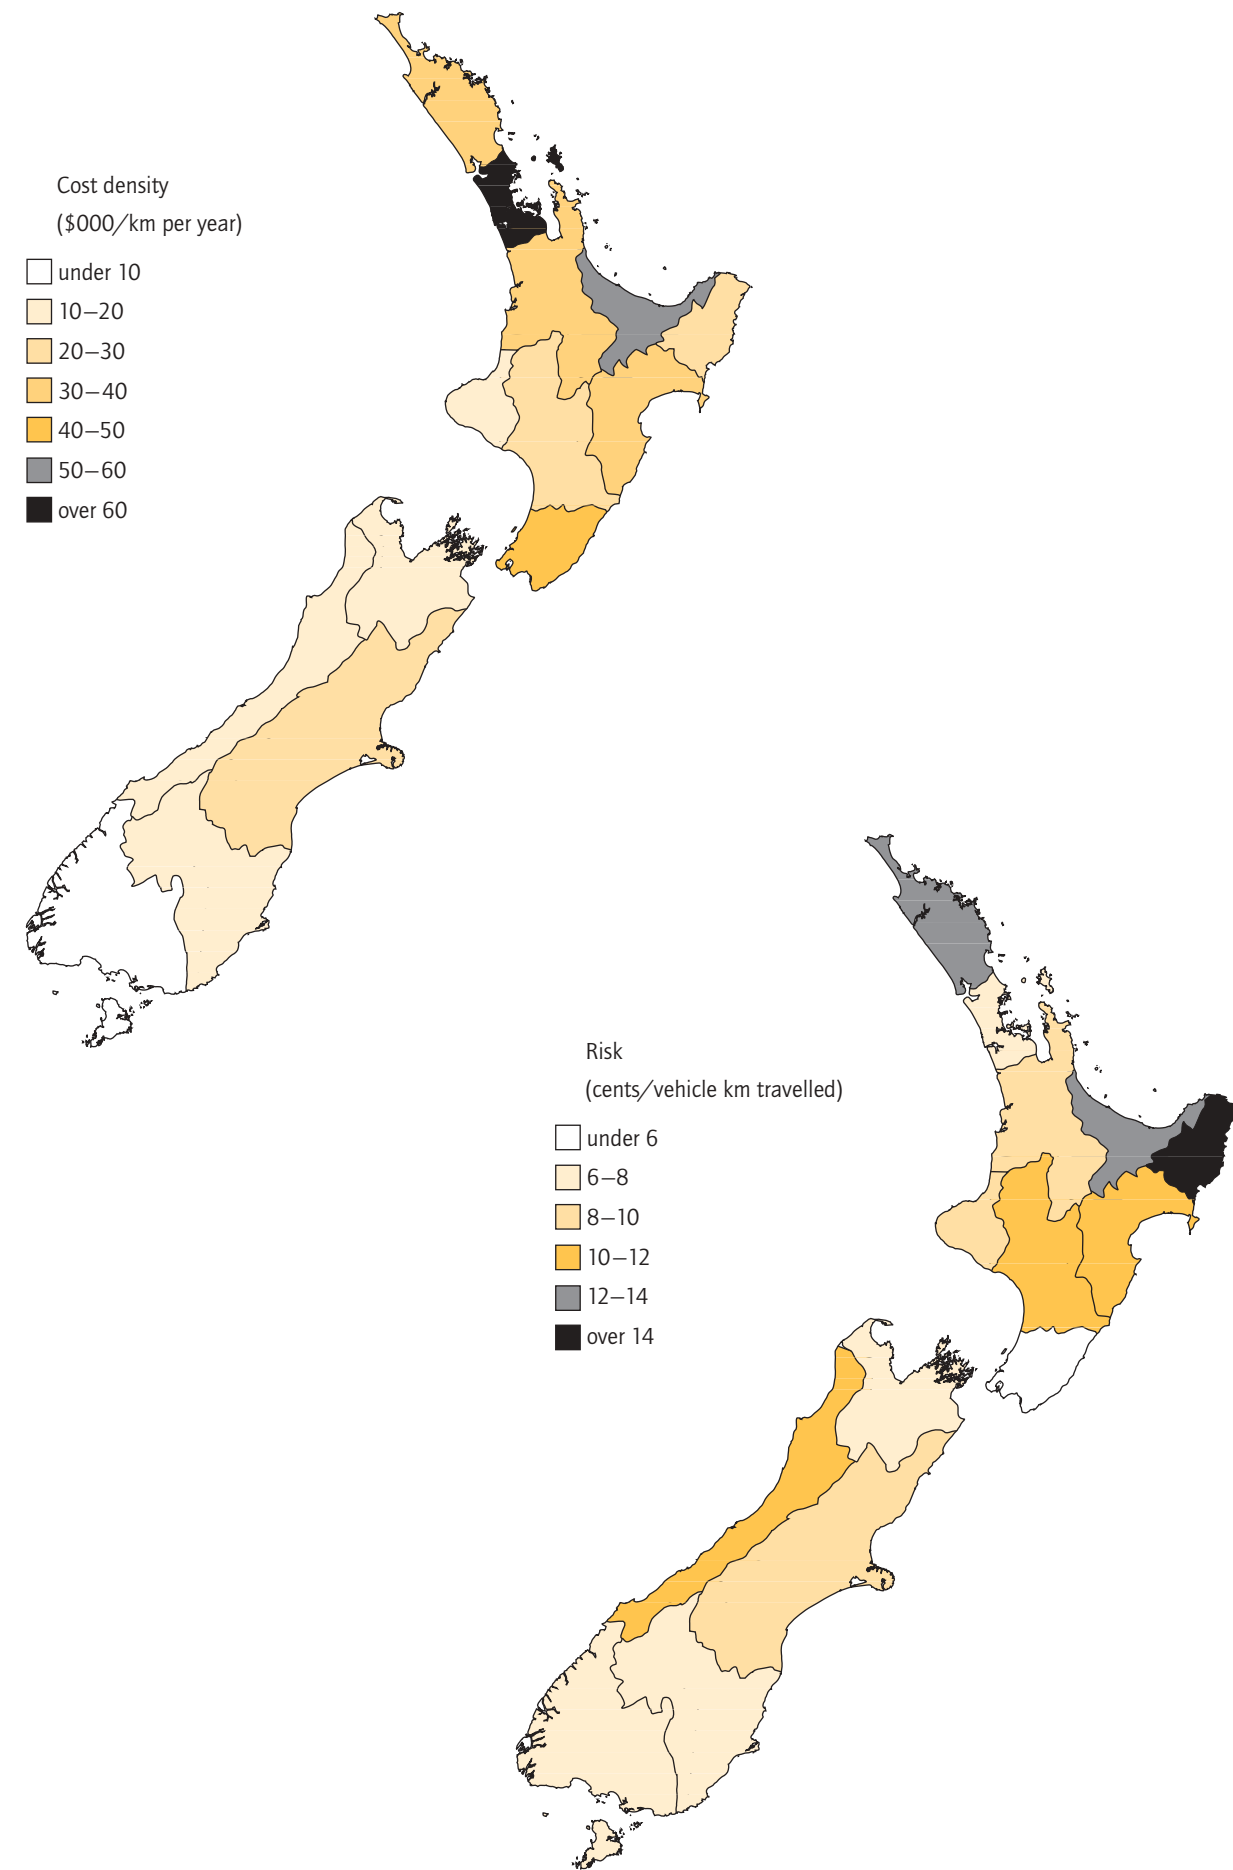 Cost density
($000/km per year)
under 10
10–20
20–30
30–40
40–50
50–60
over 60
Risk
(cents/vehicle km travelled)
under 6
6–8
8–10
10–12
12–14
over 14